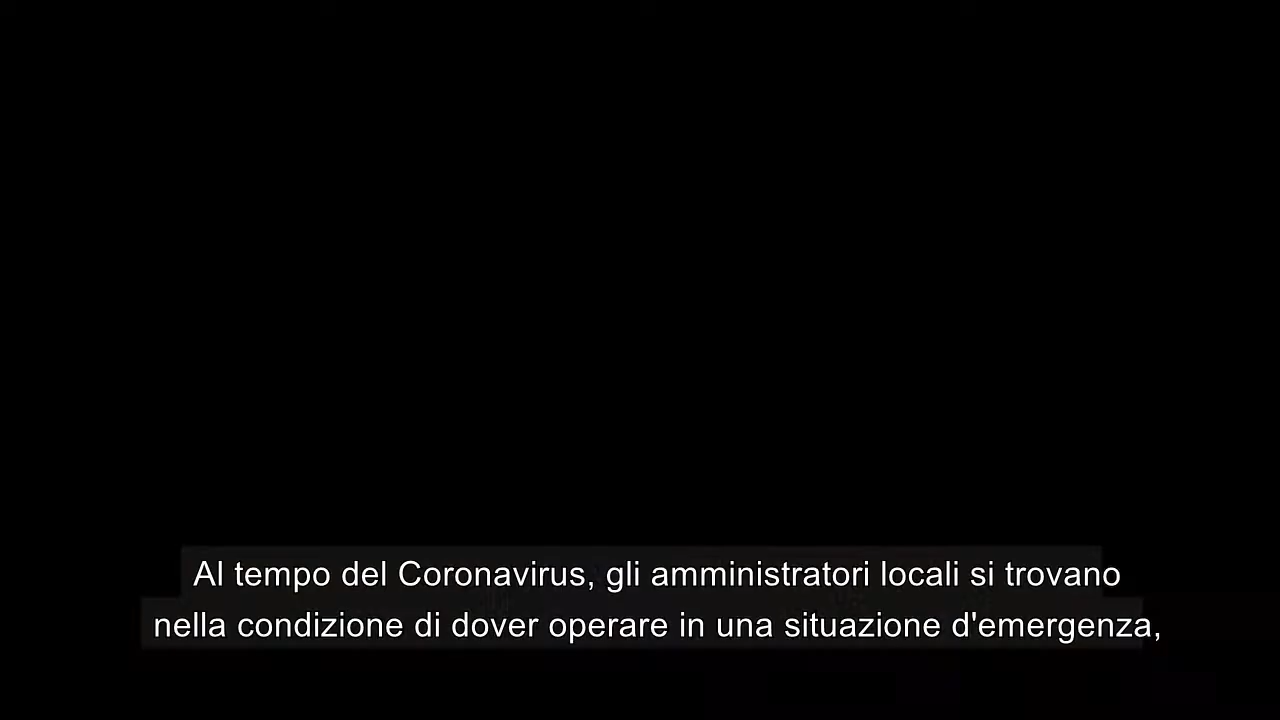 Al tempo del Coronavirus, gli amministratori locali si trovano
nella condizione di dover operare in una situazione d'emergenza,